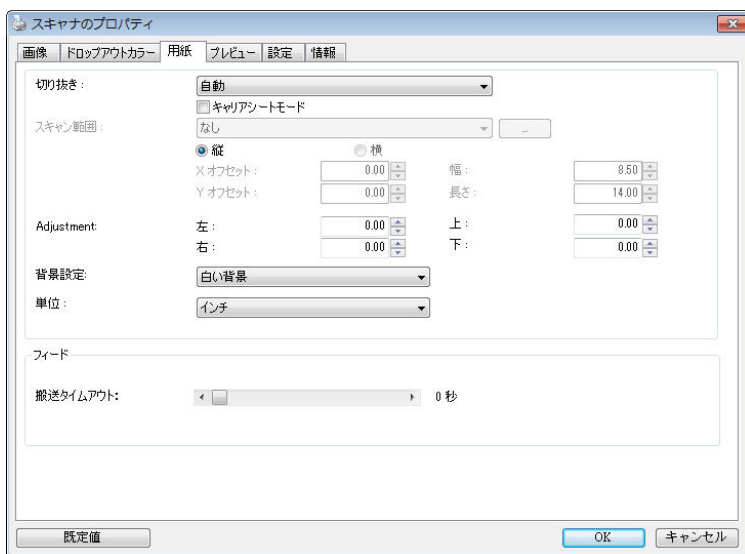 スキャナのプロパティ
画像 ドロップアウトカラー 用紙 プレビュー 設定 情報
切り抜き : 自動
キャリアシートモード
スキャン範囲 : なし ...
縦 横
X オフセット : 0.00 幅 : 8.50
Y オフセット : 0.00 長さ : 14.00
Adjustment: 左 : 0.00 上 : 0.00
右 : 0.00 下 : 0.00
背景設定: 白い背景
単位 : インチ
フィード
搬送タイムアウト: 0 秒
既定値 OK キャンセル